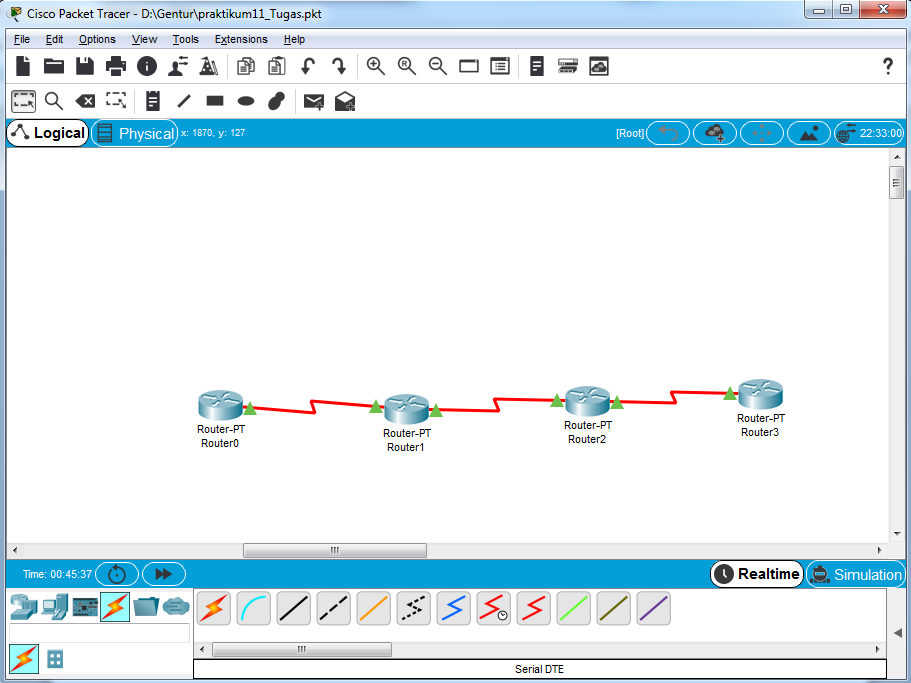 Cisco Packet Tracer - D:\Gentur\praktikum11_Tugas.pkt
File Edit Options View Tools Extensions Help
?
Logical Physical x: 1870, y: 127 [Root] 22:33:00
Router-PT
Router0
Router-PT
Router1
Router-PT
Router2
Router-PT
Router3
Time: 00:45:37 Realtime Simulation
Serial DTE